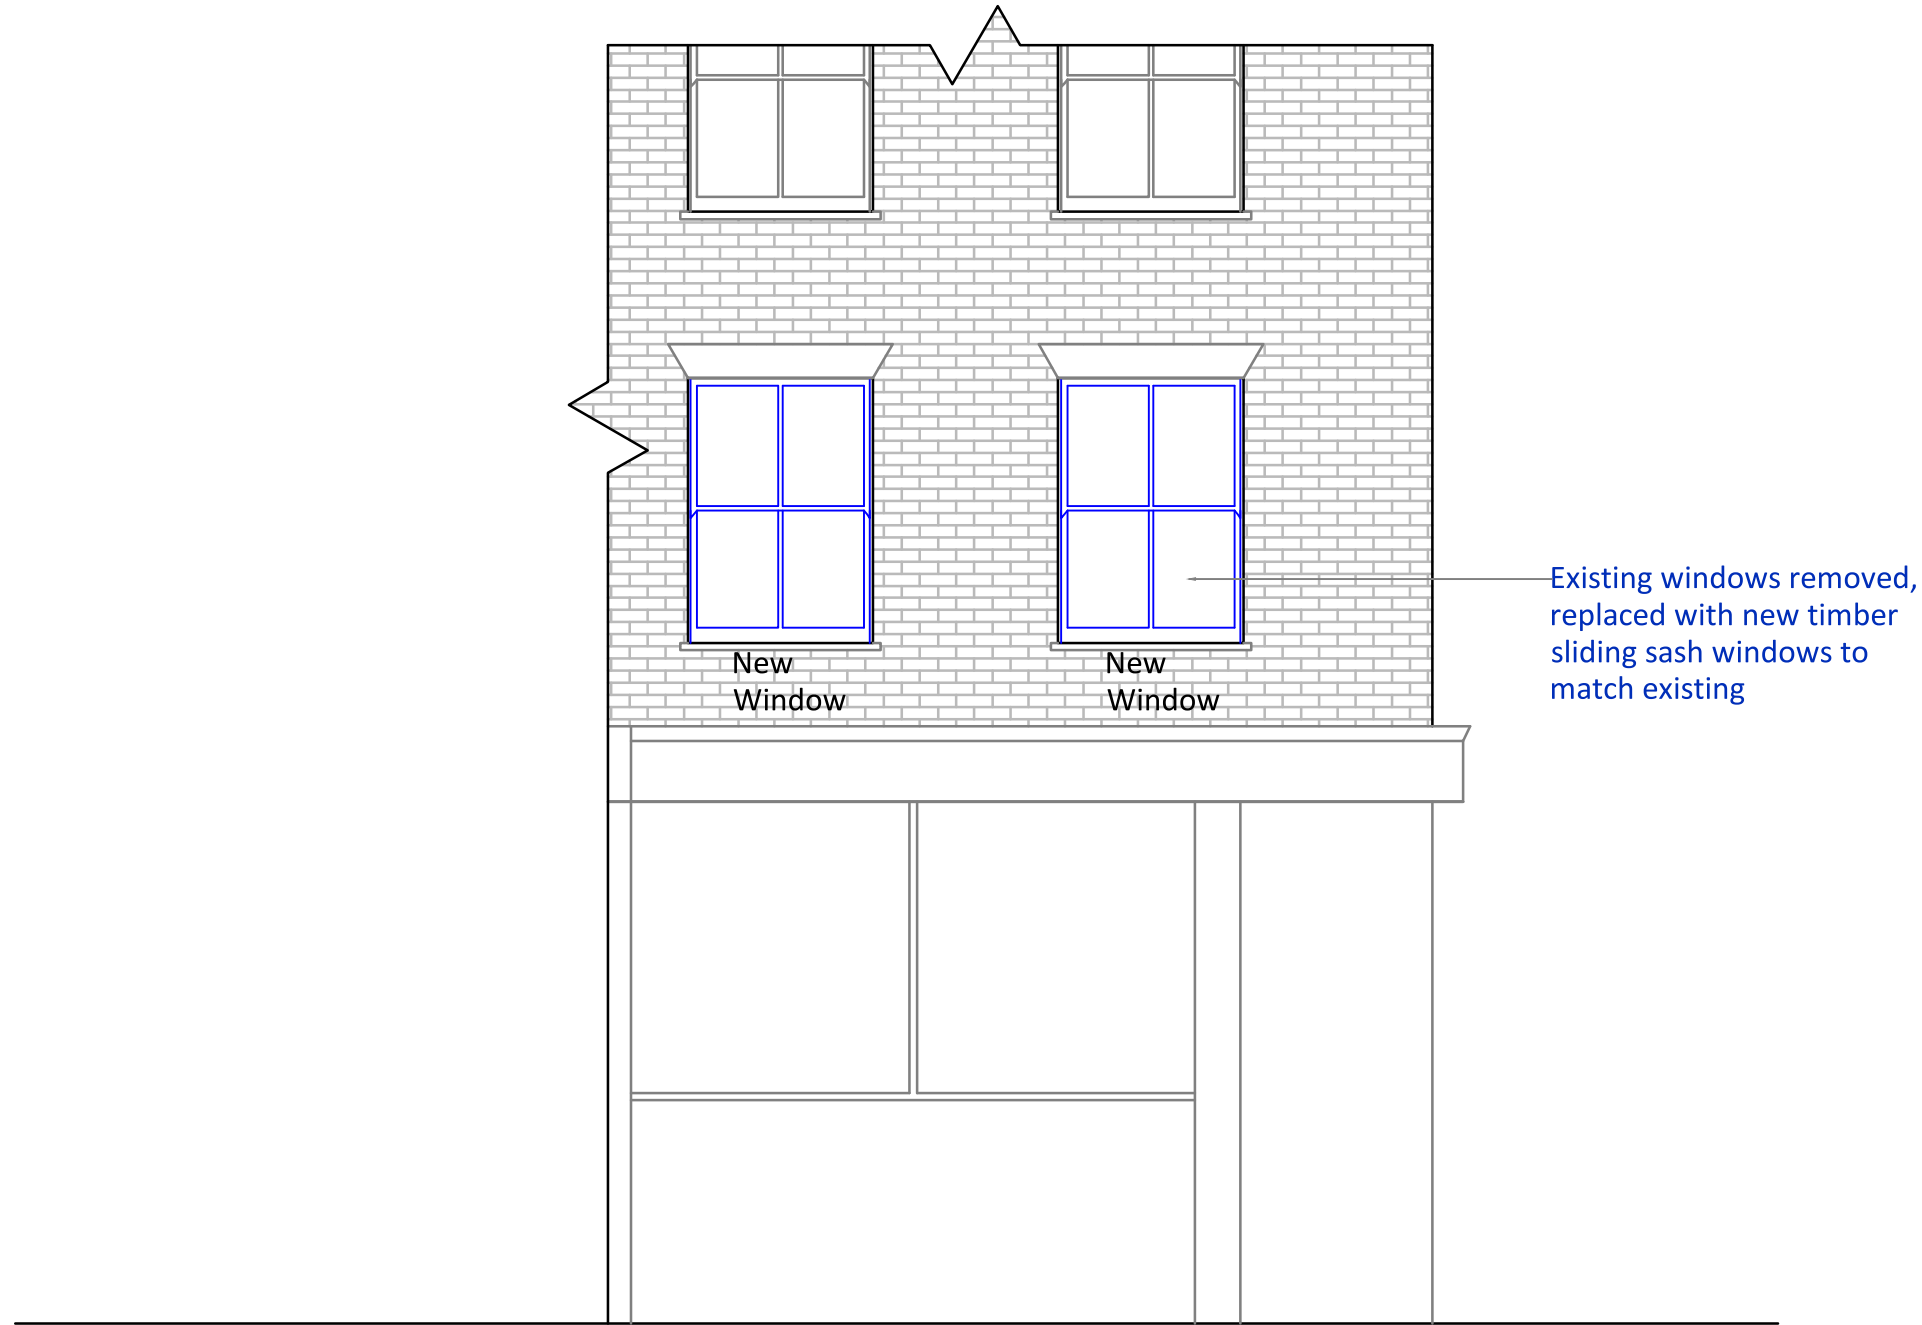 Existing windows removed,
replaced with new timber
sliding sash windows to
match existing
New
Window
New
Window